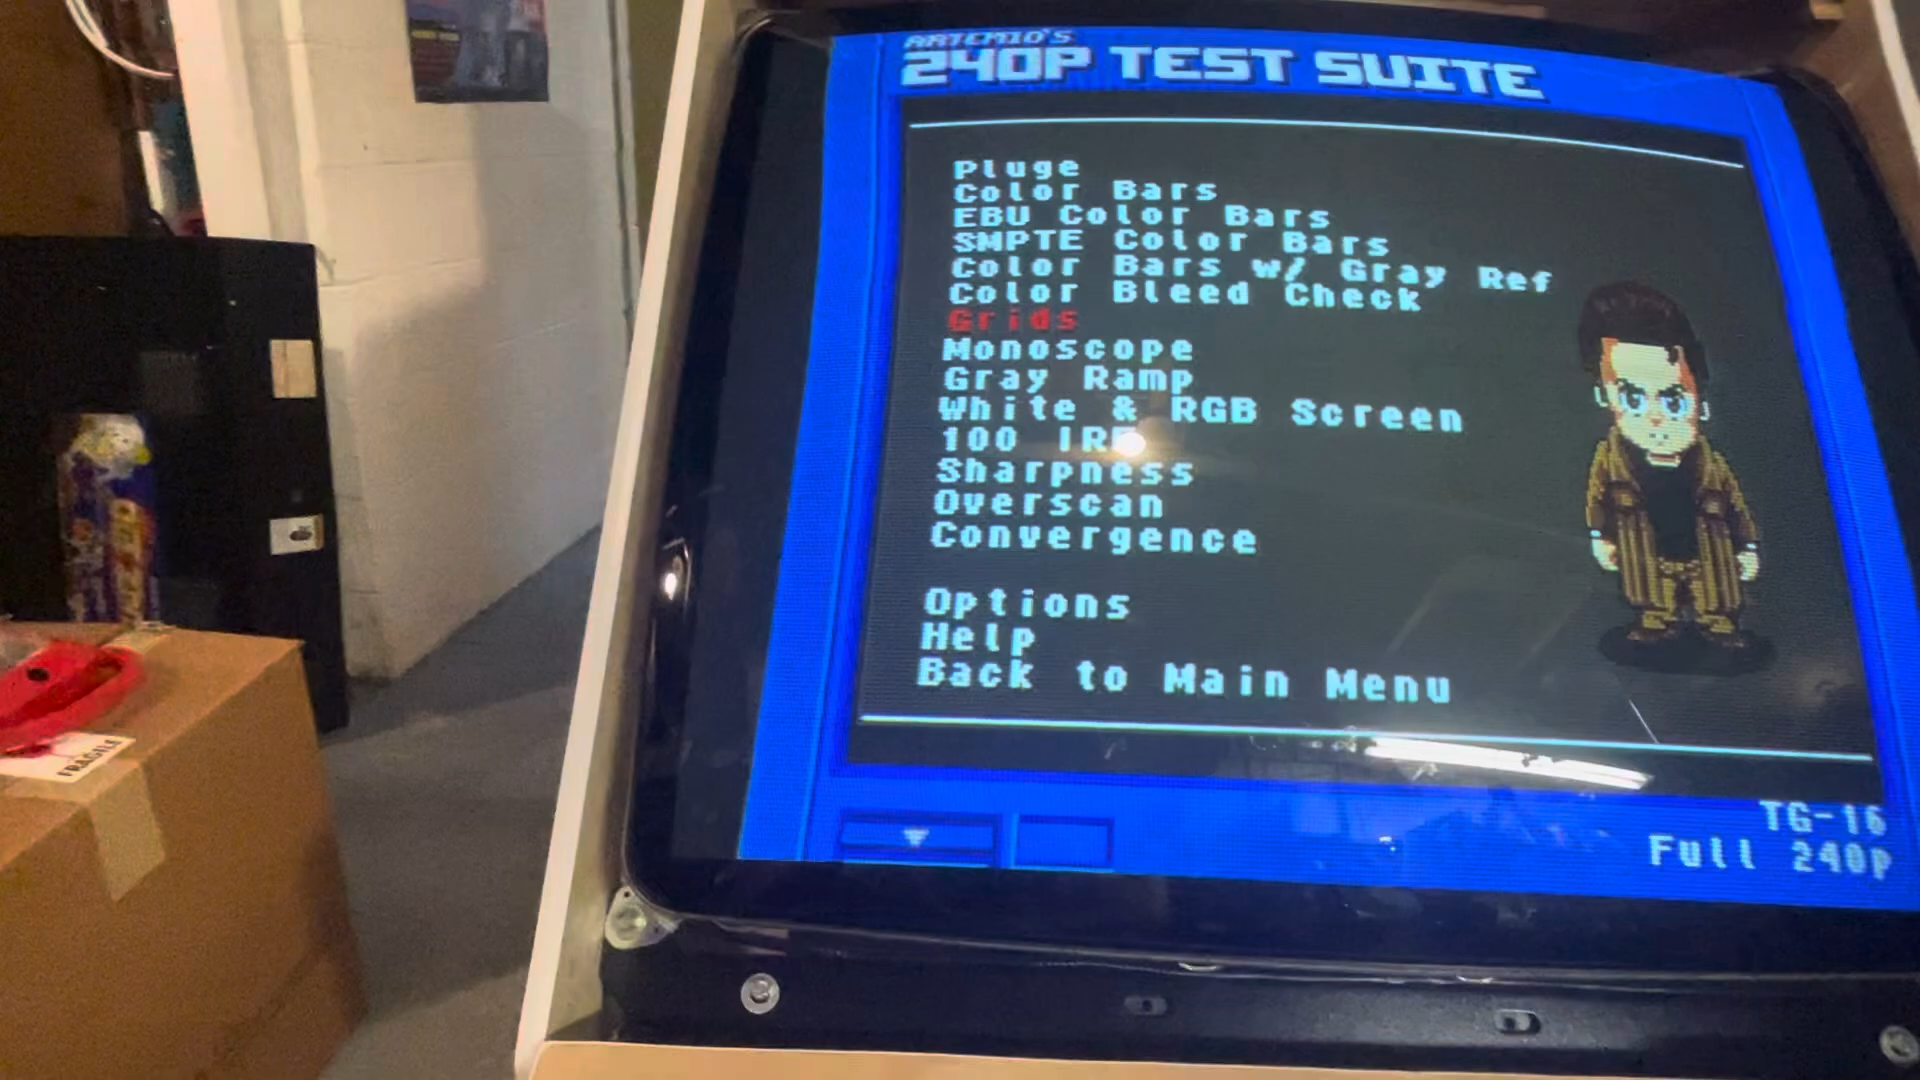 ARTEMIO'S
240P TEST SUITE
Pluge
Color Bars
EBU Color Bars
SMPTE Color Bars
Color Bars w/ Gray Ref
Color Bleed Check
Grids
Monoscope
Gray Ramp
White & RGB Screen
100 IRE
Sharpness
Overscan
Convergence
Options
Help
Back to Main Menu
TG-16
Full 240p
FRAGILE